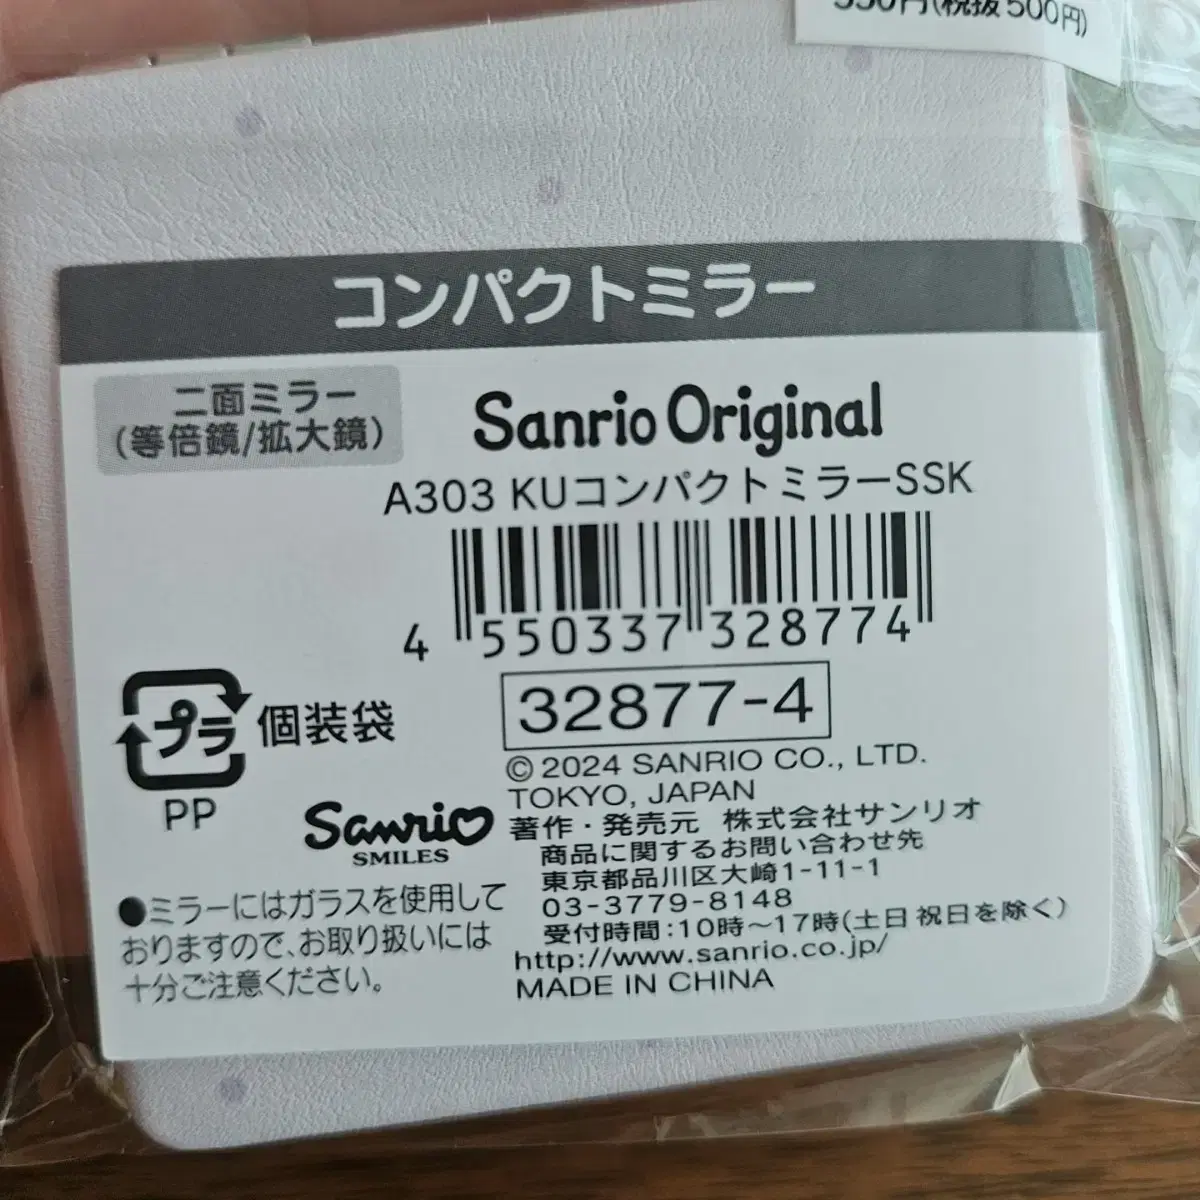 550円(税抜500円)
コンパクトミラー
二面ミラー
(等倍鏡/拡大鏡)
Sanrio Original
A303 KUコンパクトミラーSSK
4 550337 328774
32877-4
プラ 個装袋
PP
© 2024 SANRIO CO., LTD.
TOKYO, JAPAN
著作・発売元 株式会社サンリオ
商品に関するお問い合わせ先
東京都品川区大崎1-11-1
03-3779-8148
受付時間:10時〜17時(土日祝日を除く)
http://www.sanrio.co.jp/
MADE IN CHINA
Sanrio
SMILES
●ミラーにはガラスを使用して
おりますので、お取り扱いには
十分ご注意ください。